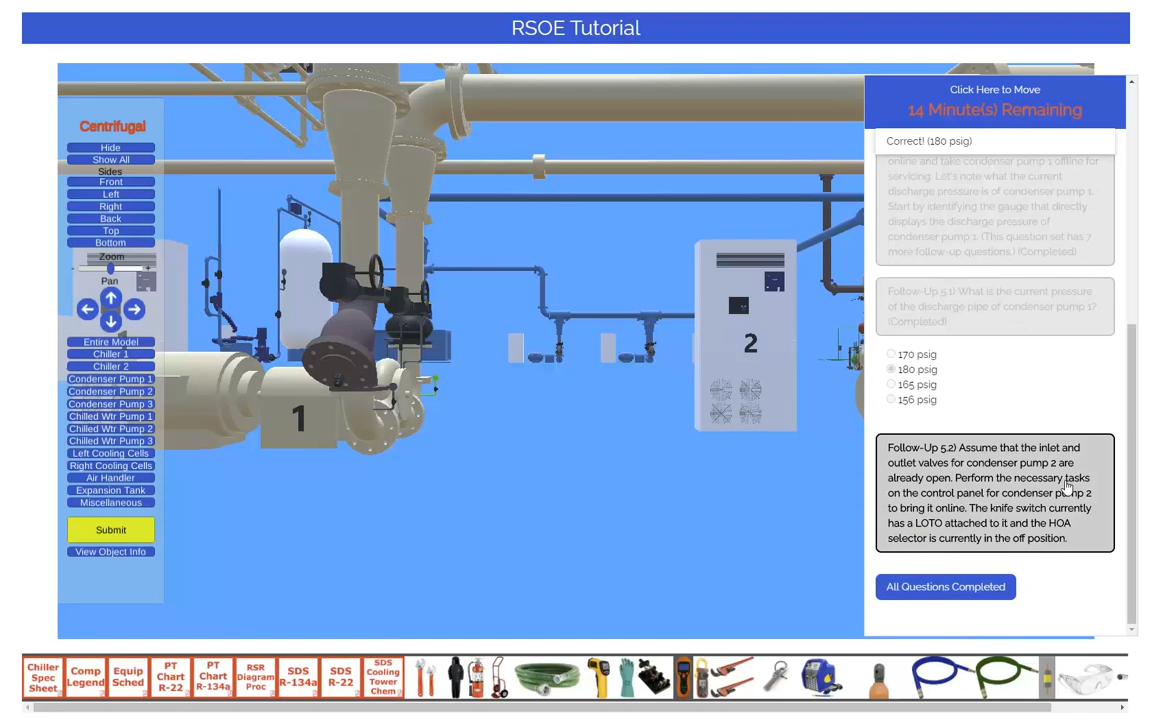 RSOE Tutorial
Centrifugal
Hide
Show All
Sides
Front
Left
Right
Back
Top
Bottom
Zoom
- +
Pan
Entire Model
Chiller 1
Chiller 2
Condenser Pump 1
Condenser Pump 2
Condenser Pump 3
Chilled Wtr Pump 1
Chilled Wtr Pump 2
Chilled Wtr Pump 3
Left Cooling Cells
Right Cooling Cells
Air Handler
Expansion Tank
Miscellaneous
Submit
View Object Info
1
2
Click Here to Move
14 Minute(s) Remaining
Correct! (180 psig)
online and take condenser pump 1 offline for
servicing. Let's note what the current
discharge pressure is of condenser pump 1.
Start by identifying the gauge that directly
displays the discharge pressure of
condenser pump 1. (This question set has 7
more follow-up questions.) (Completed)
Follow-Up 5.1) What is the current pressure
of the discharge pipe of condenser pump 1?
(Completed)
170 psig
180 psig
165 psig
156 psig
Follow-Up 5.2) Assume that the inlet and
outlet valves for condenser pump 2 are
already open. Perform the necessary tasks
on the control panel for condenser pump 2
to bring it online. The knife switch currently
has a LOTO attached to it and the HOA
selector is currently in the off position.
All Questions Completed
Chiller
Spec
Sheet
Comp
Legend
Equip
Sched
PT
Chart
R-22
PT
Chart
R-134a
RSR
Diagram
Proc
SDS
R-134a
SDS
R-22
SDS
Cooling
Tower
Chem